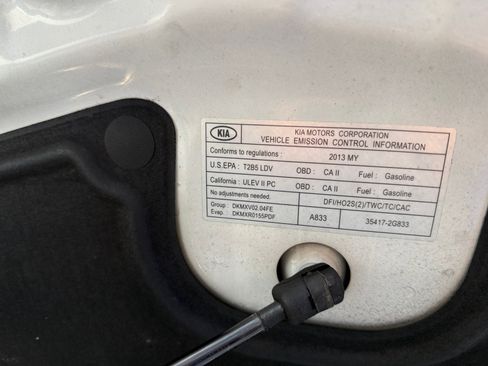 KIA KIA MOTORS CORPORATION
VEHICLE EMISSION CONTROL INFORMATION
Conforms to regulations : 2013 MY
U.S.EPA : T2B5 LDV OBD : CA II Fuel : Gasoline
California : ULEV II PC OBD : CA II Fuel : Gasoline
No adjustments needed. DFI/HO2S(2)/TWC/TC/CAC
Group : DKMXV02.04FE
Evap. : DKMXR0155PDF A833 35417-2G833